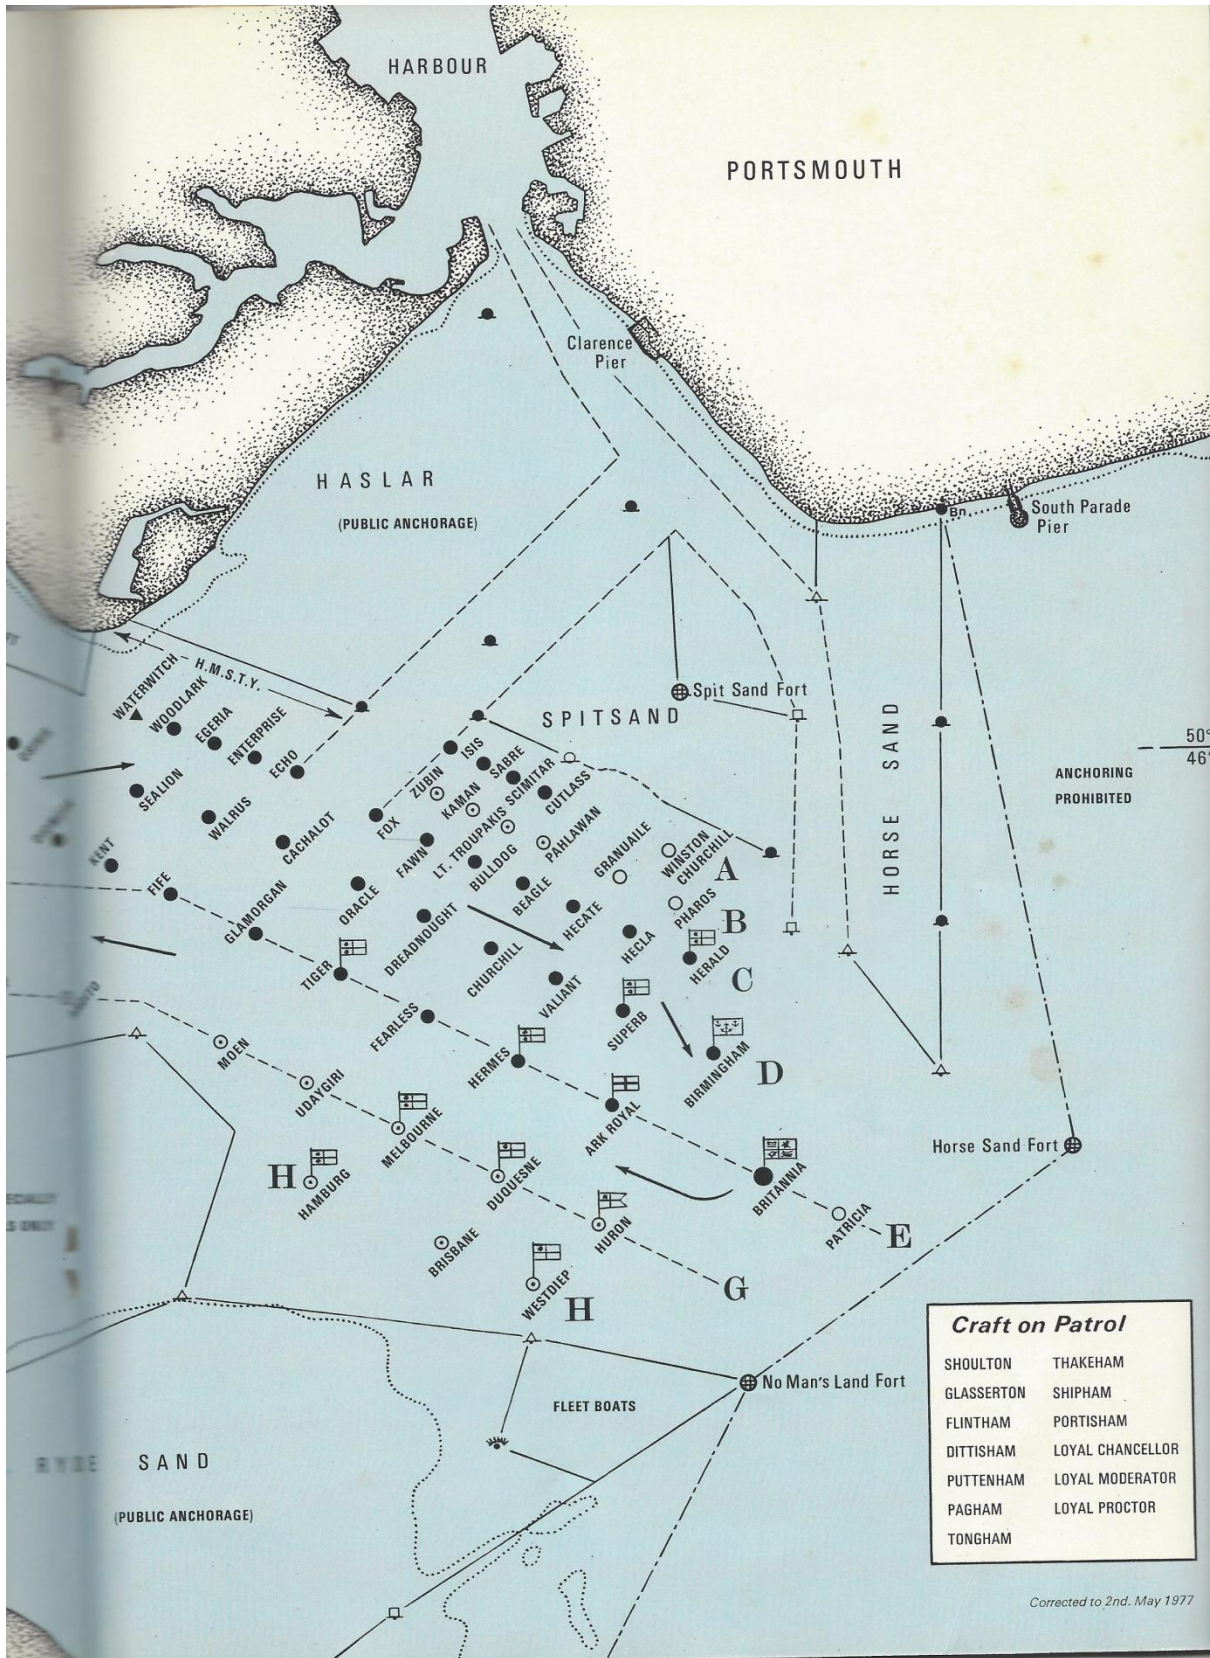 HARBOUR
PORTSMOUTH
Clarence
Pier
HASLAR
(PUBLIC ANCHORAGE)
Bn
South Parade
Pier
H.M.S.T.Y.
Spit Sand Fort
SPITSAND
HORSE SAND
50°
46'
ANCHORING
PROHIBITED
WATERWITCH
WOODLARK
EGERIA
ENTERPRISE
ECHO
ISIS
SABRE
SCIMITAR
CUTLASS
ZUBIN
KAMAN
LT. TROUPAKIS
PAHLAWAN
GRANUAILE
WINSTON
CHURCHILL
A
SEALION
WALRUS
CACHALOT
FOX
FAWN
BULLDOG
BEAGLE
HECATE
HECLA
PHAROS
B
HERALD
C
KENT
ORACLE
DREADNOUGHT
CHURCHILL
VALIANT
SUPERB
BIRMINGHAM
D
FIFE
GLAMORGAN
TIGER
FEARLESS
HERMES
ARK ROYAL
BRITANNIA
PATRICIA
E
MOEN
UDAYGIRI
MELBOURNE
DUQUESNE
HURON
G
H
HAMBURG
BRISBANE
WESTDIEP
H
Horse Sand Fort
No Man's Land Fort
FLEET BOATS
RYDE SAND
(PUBLIC ANCHORAGE)
Craft on Patrol
SHOULTON THAKEHAM
GLASSERTON SHIPHAM
FLINTHAM PORTISHAM
DITTISHAM LOYAL CHANCELLOR
PUTTENHAM LOYAL MODERATOR
PAGHAM LOYAL PROCTOR
TONGHAM
Corrected to 2nd. May 1977